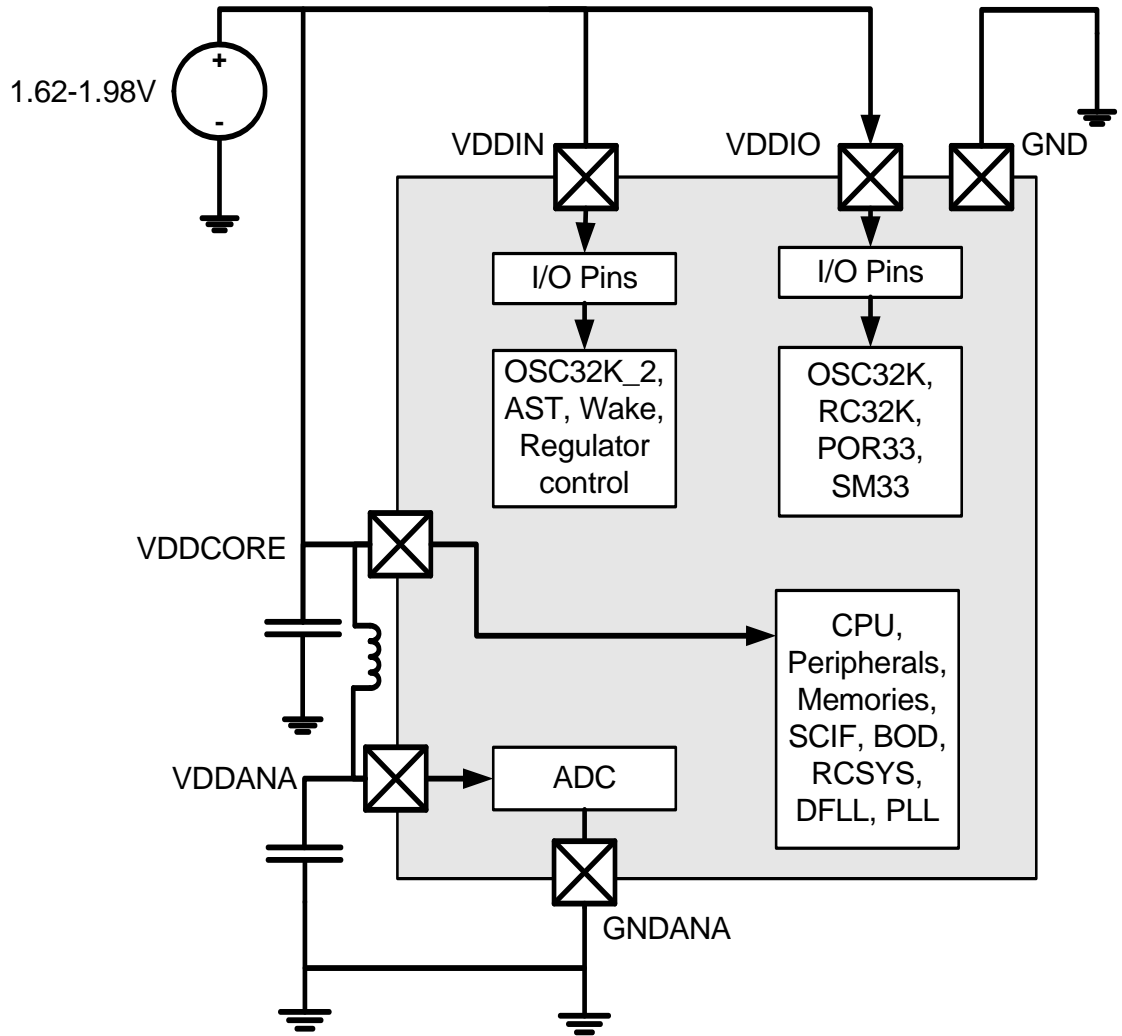 +
1.62-1.98V
-
VDDIN
VDDIO
GND
I/O Pins
I/O Pins
OSC32K_2,
AST, Wake,
Regulator
control
OSC32K,
RC32K,
POR33,
SM33
VDDCORE
CPU,
Peripherals,
Memories,
SCIF, BOD,
RCSYS,
DFLL, PLL
VDDANA
ADC
GNDANA